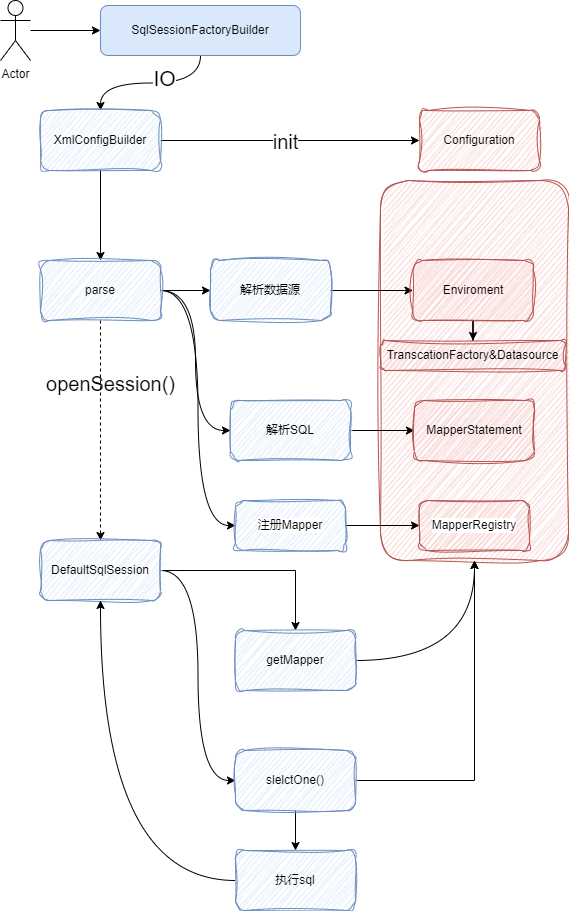 SqlSessionFactoryBuilder
Actor
IO
XmlConfigBuilder
init
Configuration
parse
解析数据源
Enviroment
TranscationFactory&Datasource
openSession()
解析SQL
MapperStatement
注册Mapper
MapperRegistry
DefaultSqlSession
getMapper
slelctOne()
执行sql